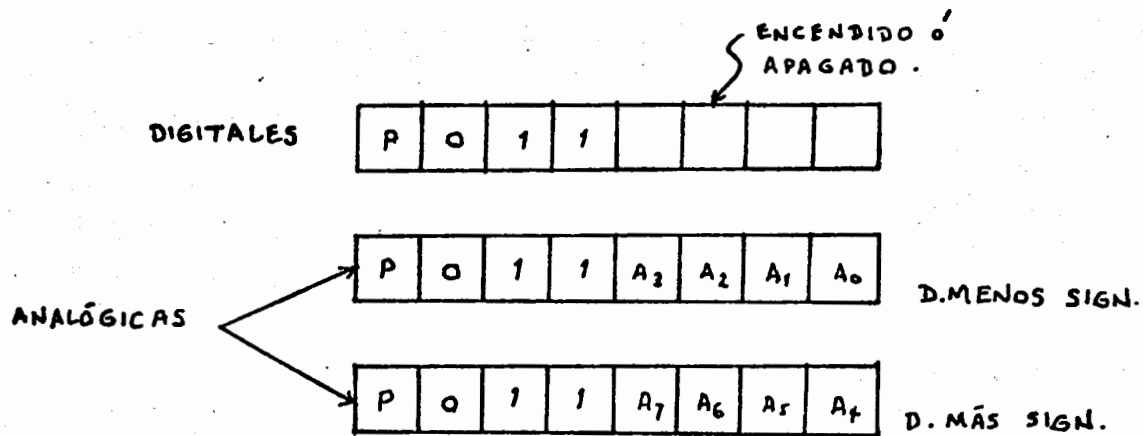 ENCENDIDO ó
APAGADO.
DIGITALES
P 0 1 1
P 0 1 1 A3 A2 A1 A0
D.MENOS SIGN.
ANALÓGICAS
P 0 1 1 A7 A6 A5 A4
D. MÁS SIGN.